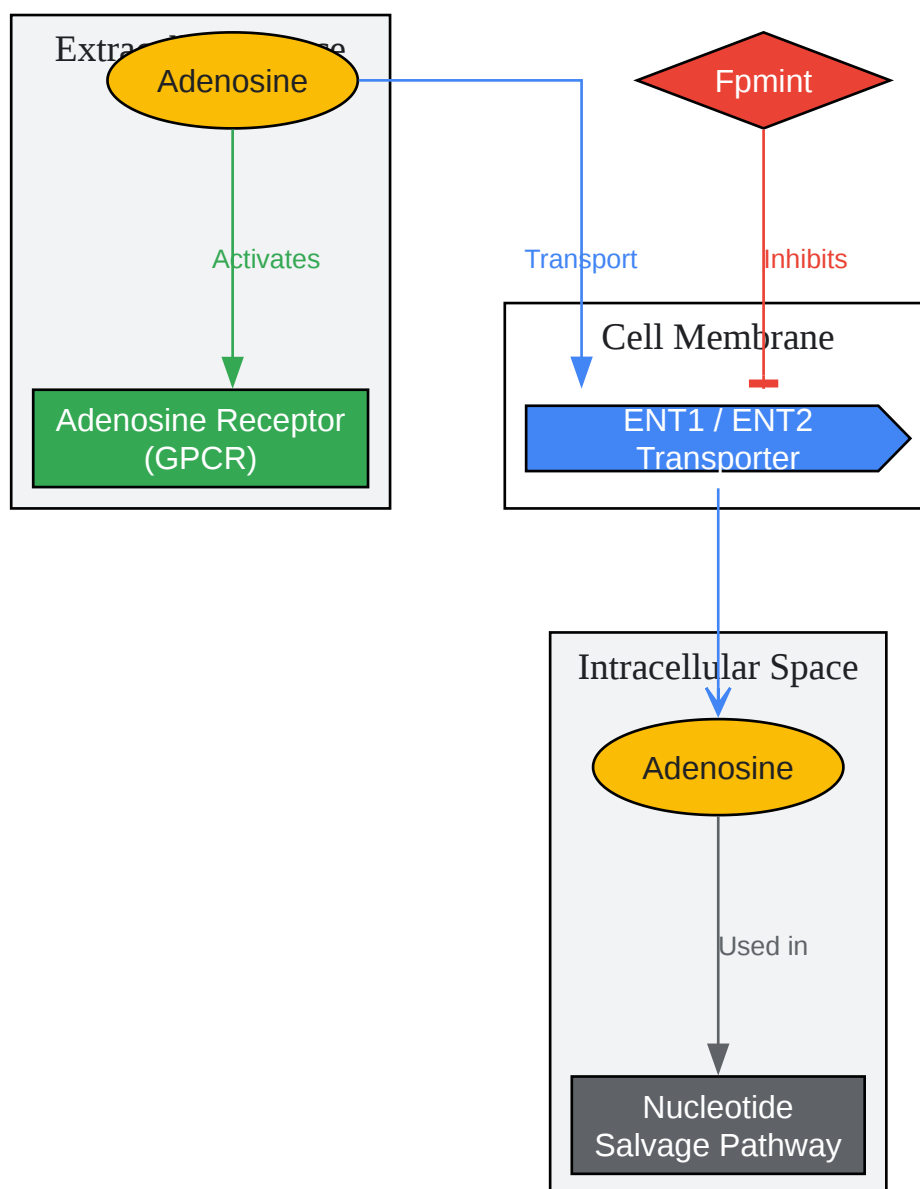 Adenosine
Fpmint
Activates
Transport
Inhibits
Cell Membrane
Adenosine Receptor
(GPCR)
ENT1 / ENT2
Transporter
Intracellular Space
Adenosine
Used in
Nucleotide
Salvage Pathway